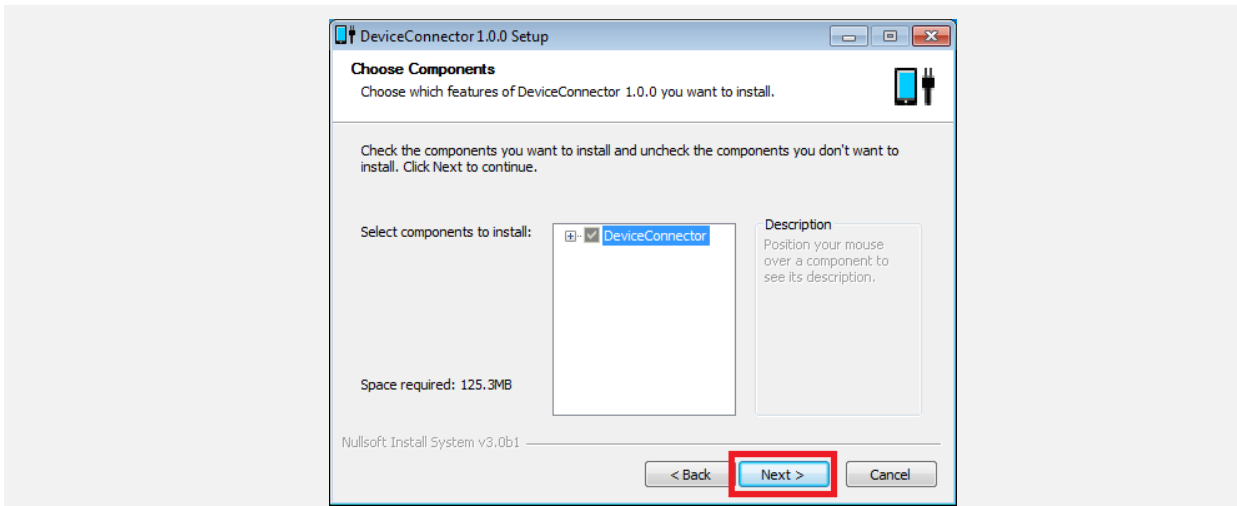 DeviceConnector 1.0.0 Setup
Choose Components
Choose which features of DeviceConnector 1.0.0 you want to install.
Check the components you want to install and uncheck the components you don't want to
install. Click Next to continue.
Select components to install:
DeviceConnector
Description
Position your mouse
over a component to
see its description.
Space required: 125.3MB
Nullsoft Install System v3.0b1
< Back
Next >
Cancel